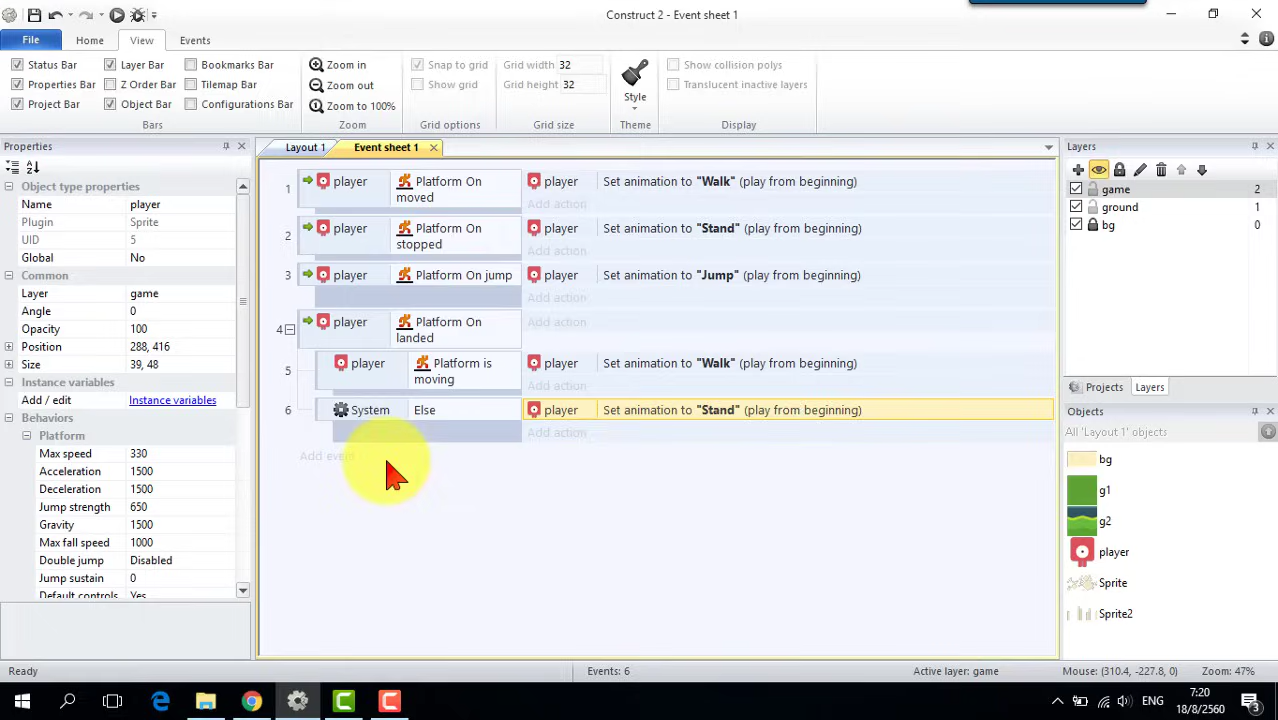 Construct 2 - Event sheet 1
File
Home
View
Events
Status Bar
Layer Bar
Bookmarks Bar
Properties Bar
Z Order Bar
Tilemap Bar
Project Bar
Object Bar
Configurations Bar
Bars
Zoom in
Zoom out
Zoom to 100%
Zoom
Snap to grid
Show grid
Grid options
Grid width 32
Grid height 32
Grid size
Style
Theme
Show collision polys
Translucent inactive layers
Display
Properties
Object type properties
Name player
Plugin Sprite
UID 5
Global No
Common
Layer game
Angle 0
Opacity 100
Position 288, 416
Size 39, 48
Instance variables
Add / edit Instance variables
Behaviors
Platform
Max speed 330
Acceleration 1500
Deceleration 1500
Jump strength 650
Gravity 1500
Max fall speed 1000
Double jump Disabled
Jump sustain 0
Default controls Yes
Layout 1
Event sheet 1
1 player Platform On moved player Set animation to "Walk" (play from beginning)
Add action
2 player Platform On stopped player Set animation to "Stand" (play from beginning)
3 player Platform On jump player Set animation to "Jump" (play from beginning)
Add action
4 player Platform On landed Add action
5 player Platform is moving player Set animation to "Walk" (play from beginning)
Add action
6 System Else player Set animation to "Stand" (play from beginning)
Add action
Add event
Layers
game 2
ground 1
bg 0
Projects
Layers
Objects
All 'Layout 1' objects
bg
g1
g2
player
Sprite
Sprite2
Ready
Events: 6
Active layer: game
Mouse: (310.4, -227.8, 0)
Zoom: 47%
ENG
7:20
18/8/2560
3